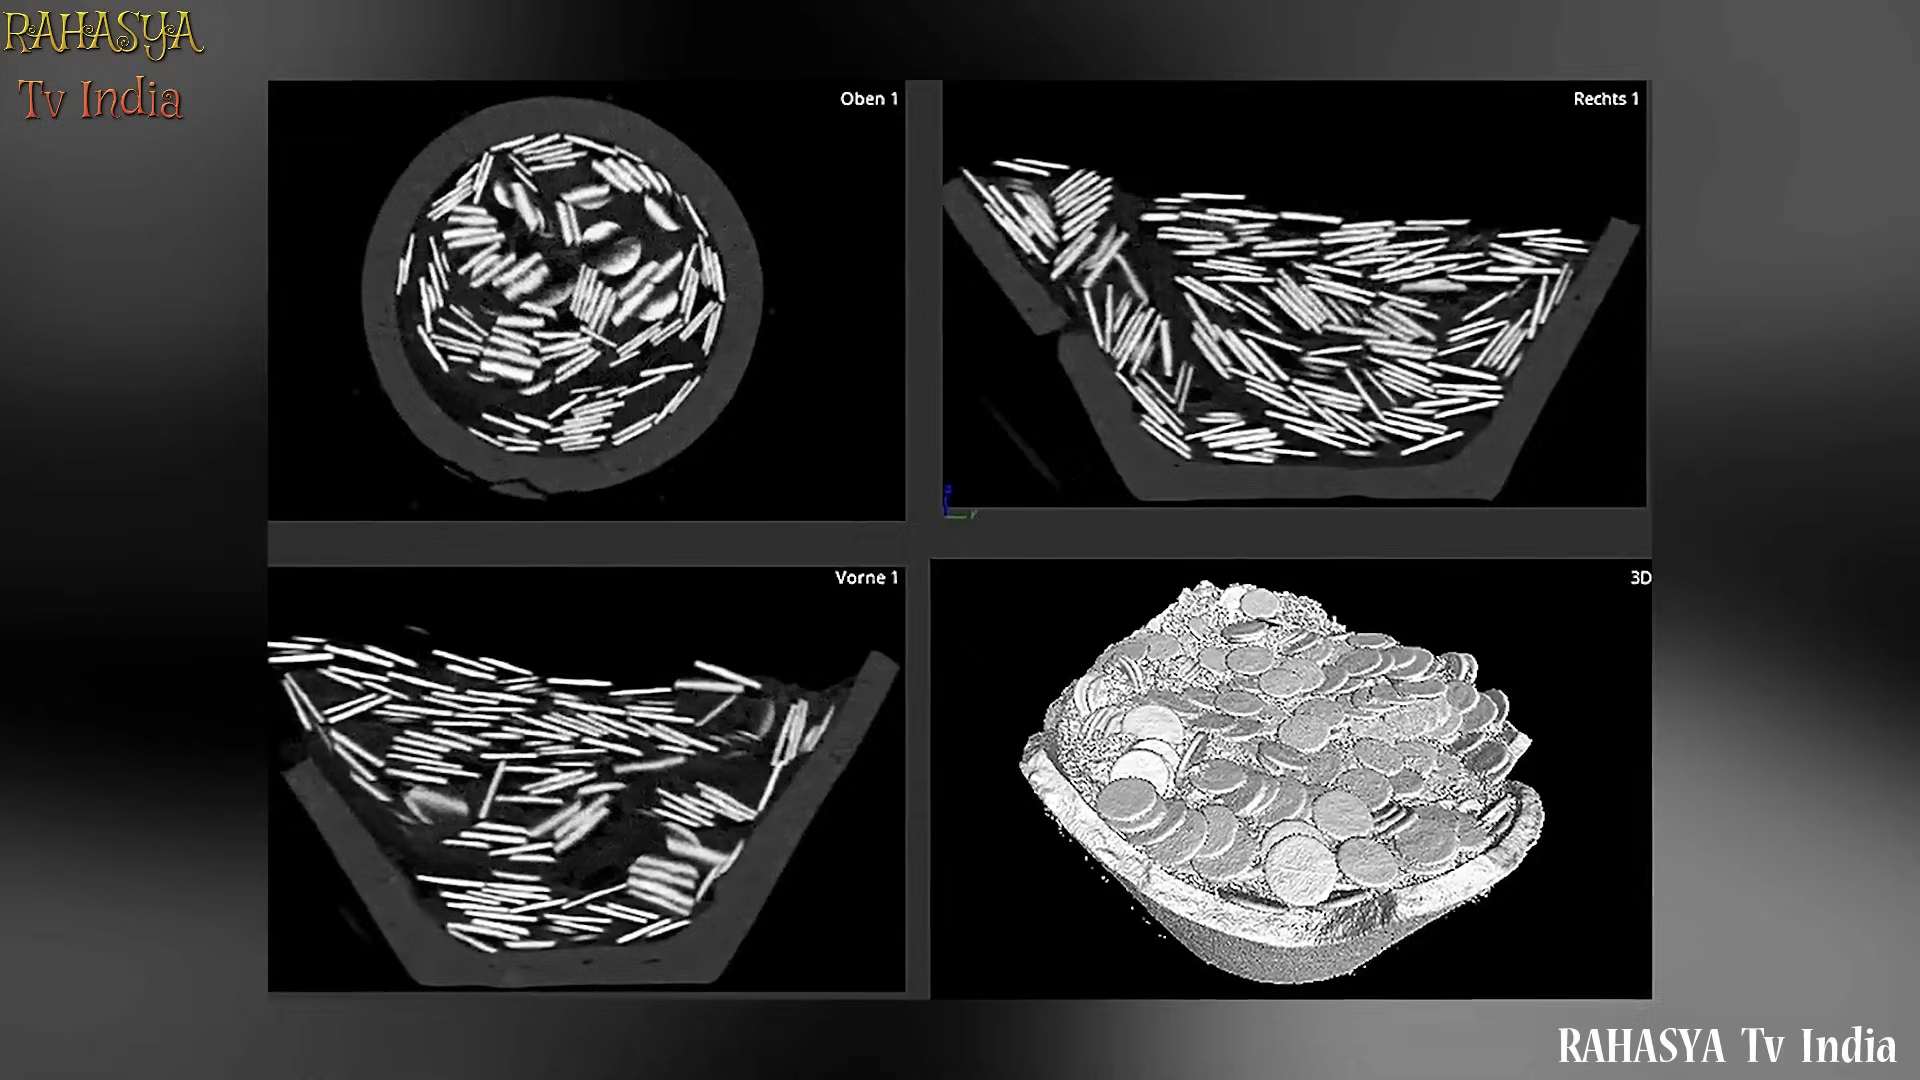 RAHASYA
Tv India
Oben 1
Rechts 1
Vorne 1
3D
RAHASYA Tv India